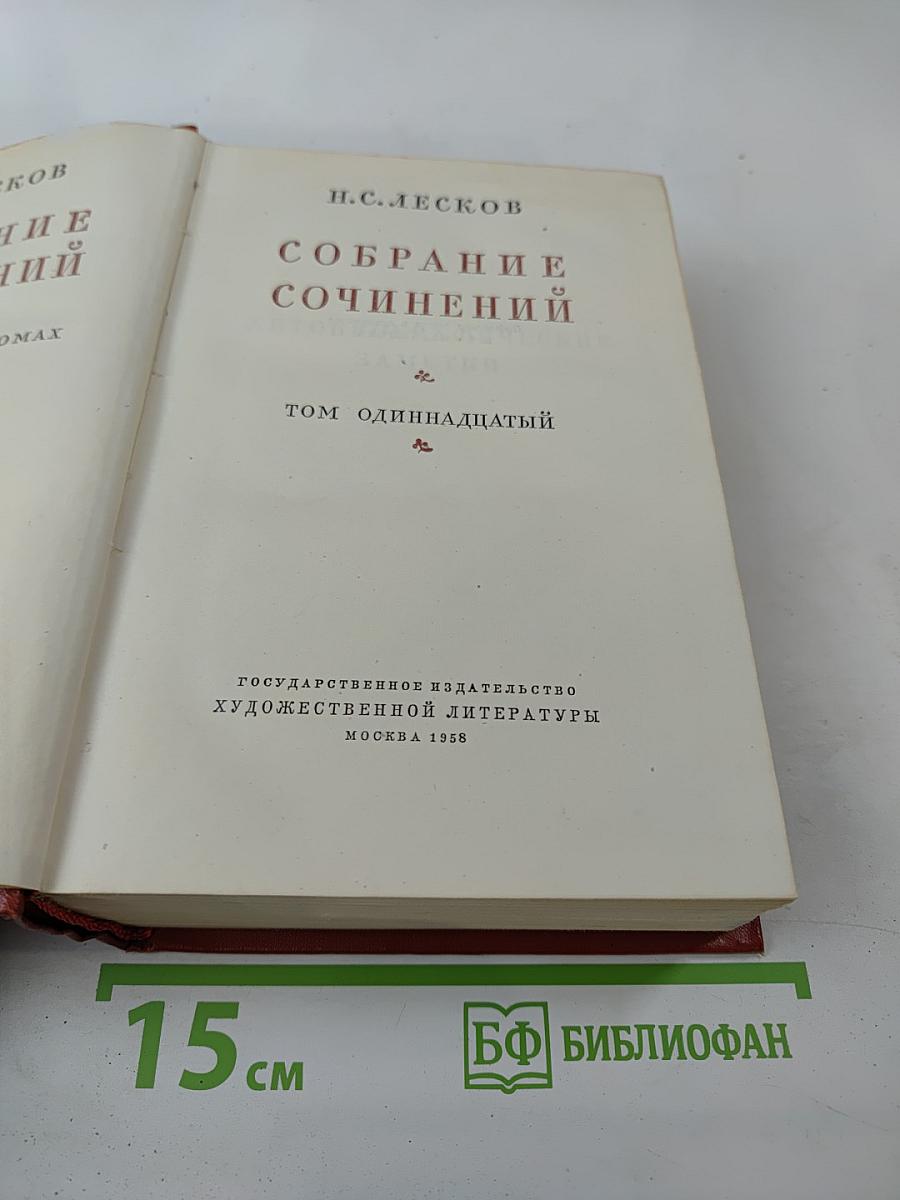 Н.С.ЛЕСКОВ
СОБРАНИЕ
СОЧИНЕНИЙ
ТОМ ОДИННАДЦАТЫЙ
ГОСУДАРСТВЕННОЕ ИЗДАТЕЛЬСТВО
ХУДОЖЕСТВЕННОЙ ЛИТЕРАТУРЫ
МОСКВА 1958
15 см
БФ БИБЛИОФАН